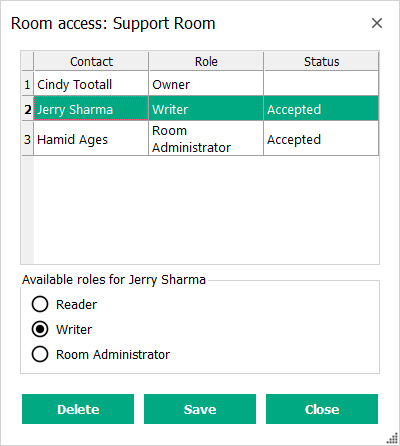 Room access: Support Room
Contact Role Status
1 Cindy Tootall Owner
2 Jerry Sharma Writer Accepted
3 Hamid Ages Room Administrator Accepted
Available roles for Jerry Sharma
Reader
Writer
Room Administrator
Delete Save Close